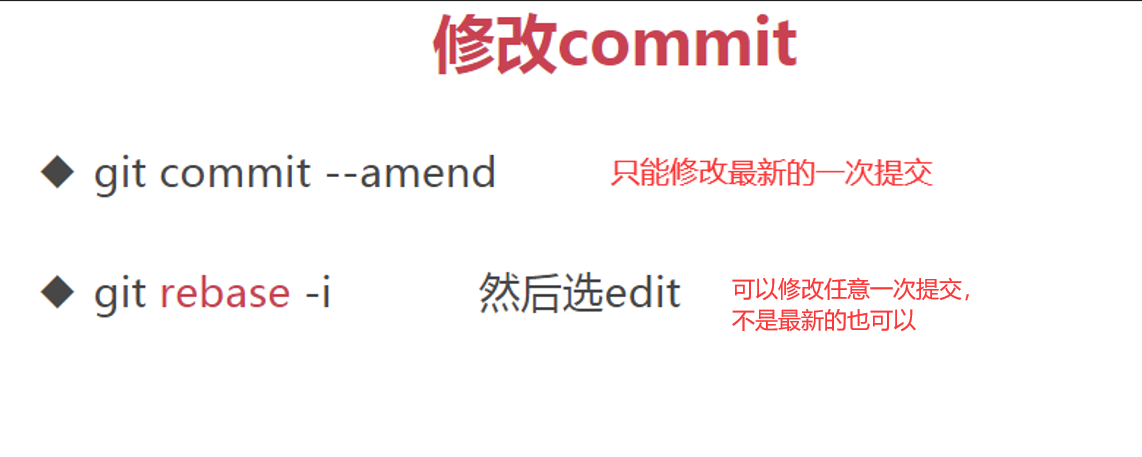 修改commit
◆ git commit --amend 只能修改最新的一次提交
◆ git rebase -i 然后选edit 可以修改任意一次提交，
不是最新的也可以